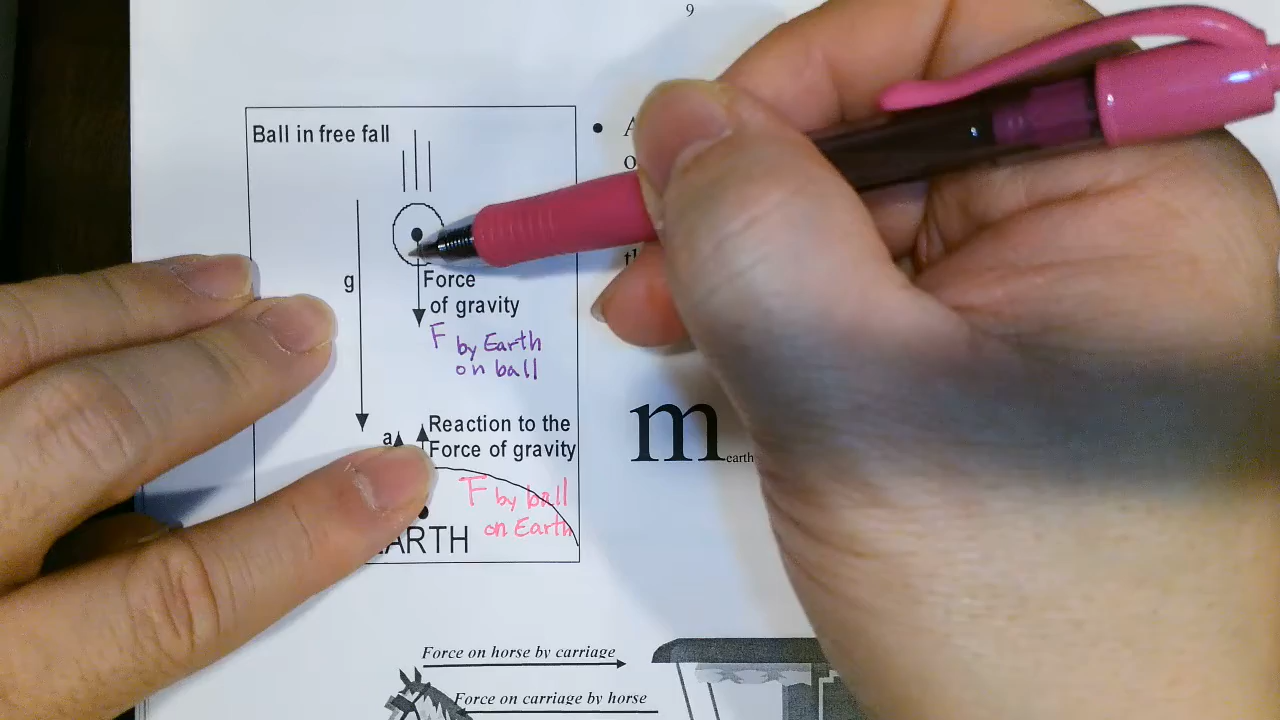 9
Ball in free fall
g
Force
of gravity
F by Earth
on ball
Reaction to the
a
Force of gravity
F by ball
on Earth
m earth
Force on horse by carriage
Force on carriage by horse